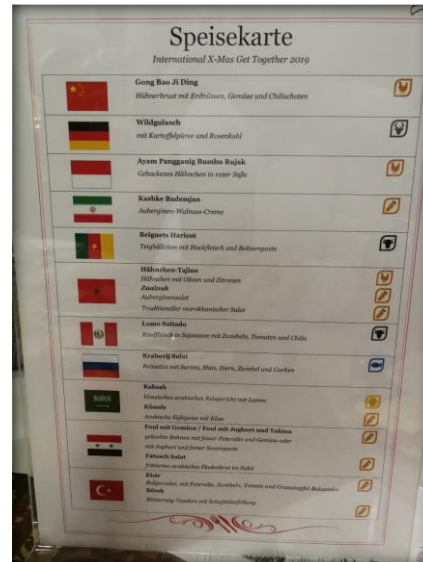 Speisekarte
International X-Mas Get Together 2019
Gong Bao Ji Ding
Hühnerbrust mit Erdnüssen, Gemüse und Chilischoten
Wildgulasch
mit Kartoffelpürve und Rosenkohl
Ayam Panggamig Bumbu Rujak
Gebackenes Hähnchen in roter Soße
Kashke Bademjan
Auberginen-Walnuss-Creme
Beignets Haricot
Teigbällchen mit Hackfleisch und Bohnenpaste
Hähnchen-Tajine
Hähnchen mit Oliven und Zitronen
Zaalouk
Auberginensalat
Traditioneller marokkanischer Salat
Lomo Saltado
Rindfleisch in Sojasauce mit Zwiebeln, Tomaten und Chilis
Krabovij Salat
Reissalat mit Surimi, Mais, Eiern, Zwiebel und Gurken
Kabsah
klassisches arabisches Reisgericht mit Lamm
Künefe
Arabische Süßspeise mit Käse
Foul mit Gemüse / Foul mit Joghurt und Tahina
gekochte Bohnen mit feiner Petersilie und Gemüse oder
mit Joghurt und feiner Sesampaste
Fatusch Salat
frittiertes arabisches Fladenbrot im Salat
Kisir
Bulgursalat, mit Petersilie, Zwiebeln, Tomate und Granatapfel-Balsamico
Börek
Blätterteig-Taschen mit Schafskäsefüllung